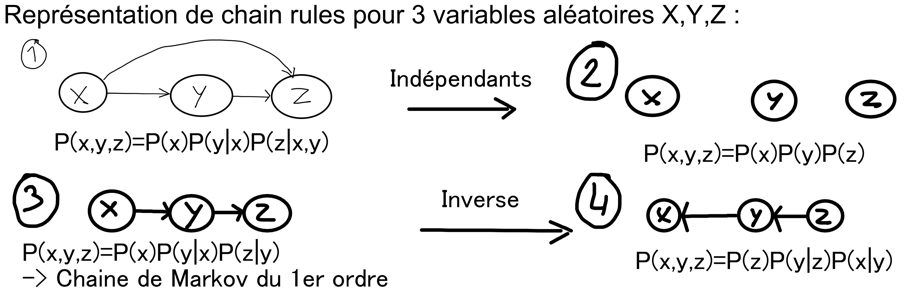 Représentation de chain rules pour 3 variables aléatoires X,Y,Z :
1
X Y Z
P(x,y,z)=P(x)P(y|x)P(z|x,y)
Indépendants
2
X Y Z
P(x,y,z)=P(x)P(y)P(z)
3
X Y Z
P(x,y,z)=P(x)P(y|x)P(z|y)
-> Chaine de Markov du 1er ordre
Inverse
4
X Y Z
P(x,y,z)=P(z)P(y|z)P(x|y)